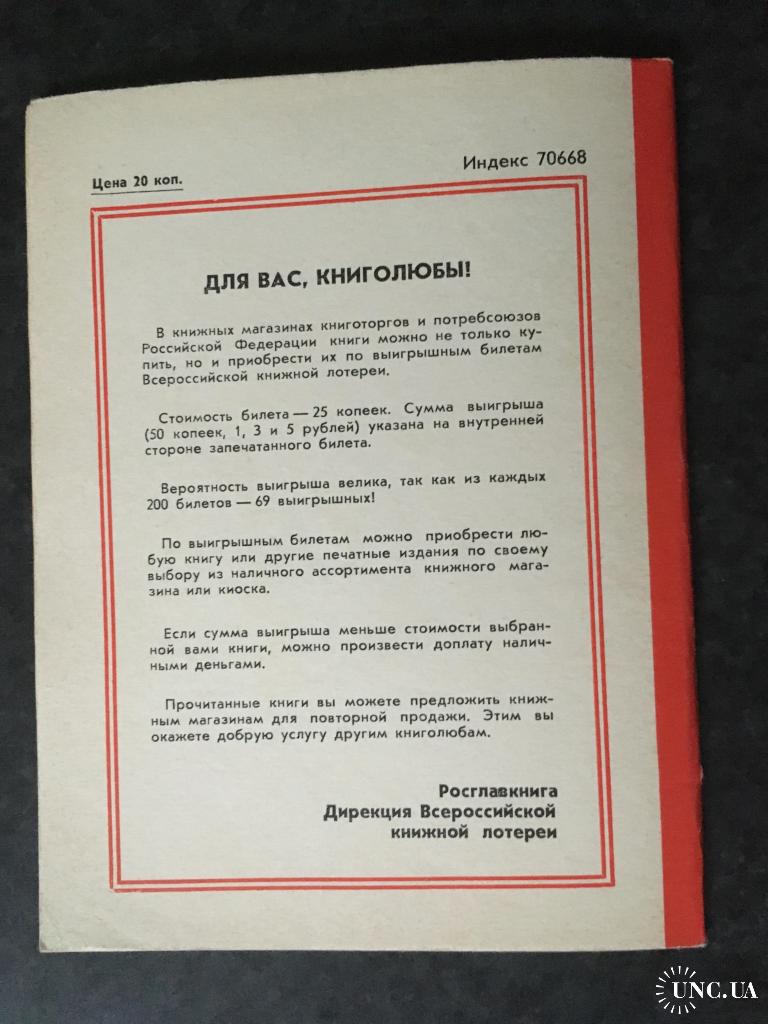 Цена 20 коп.
Индекс 70668
ДЛЯ ВАС, КНИГОЛЮБЫ!
В книжных магазинах книготоргов и потребсоюзов
Российской Федерации книги можно не только ку-
пить, но и приобрести их по выигрышным билетам
Всероссийской книжной лотереи.
Стоимость билета — 25 копеек. Сумма выигрыша
(50 копеек, 1, 3 и 5 рублей) указана на внутренней
стороне запечатанного билета.
Вероятность выигрыша велика, так как из каждых
200 билетов — 69 выигрышных!
По выигрышным билетам можно приобрести лю-
бую книгу или другие печатные издания по своему
выбору из наличного ассортимента книжного мага-
зина или киоска.
Если сумма выигрыша меньше стоимости выбран-
ной вами книги, можно произвести доплату налич-
ными деньгами.
Прочитанные книги вы можете предложить книж-
ным магазинам для повторной продажи. Этим вы
окажете добрую услугу другим книголюбам.
Росглавкнига
Дирекция Всероссийской
книжной лотереи
UNC.UA